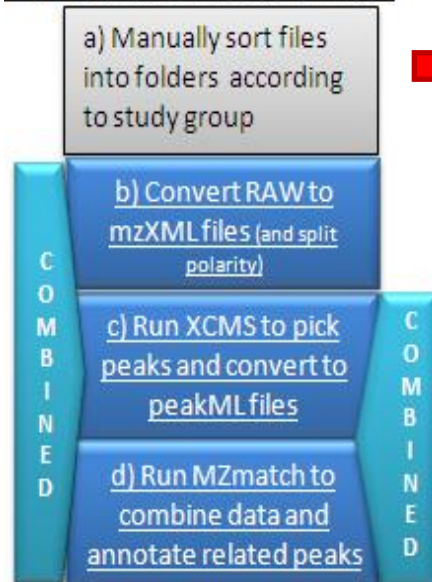 a) Manually sort files
into folders according
to study group
b) Convert RAW to
mzXML files (and split
polarity)
COMBINED
c) Run XCMS to pick
peaks and convert to
peakML files
COMBINED
d) Run MZmatch to
combine data and
annotate related peaks